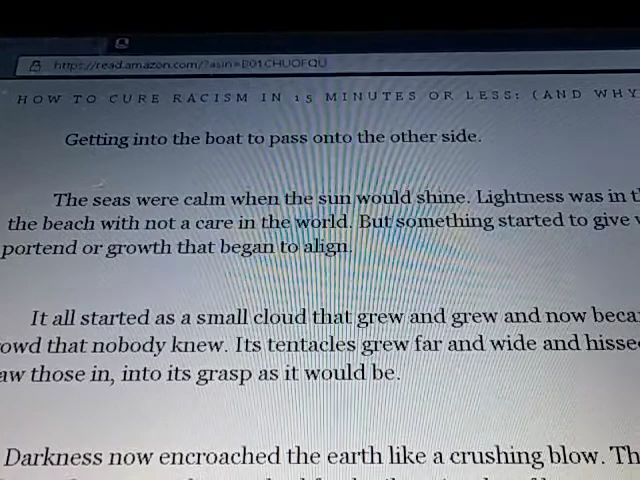 https://read.amazon.com/?asin=B01CHUOFQU
HOW TO CURE RACISM IN 15 MINUTES OR LESS: (AND WHY
Getting into the boat to pass onto the other side.
The seas were calm when the sun would shine. Lightness was in t
the beach with not a care in the world. But something started to give
portend or growth that began to align.
It all started as a small cloud that grew and grew and now beca
owd that nobody knew. Its tentacles grew far and wide and hisse
aw those in, into its grasp as it would be.
Darkness now encroached the earth like a crushing blow. Th